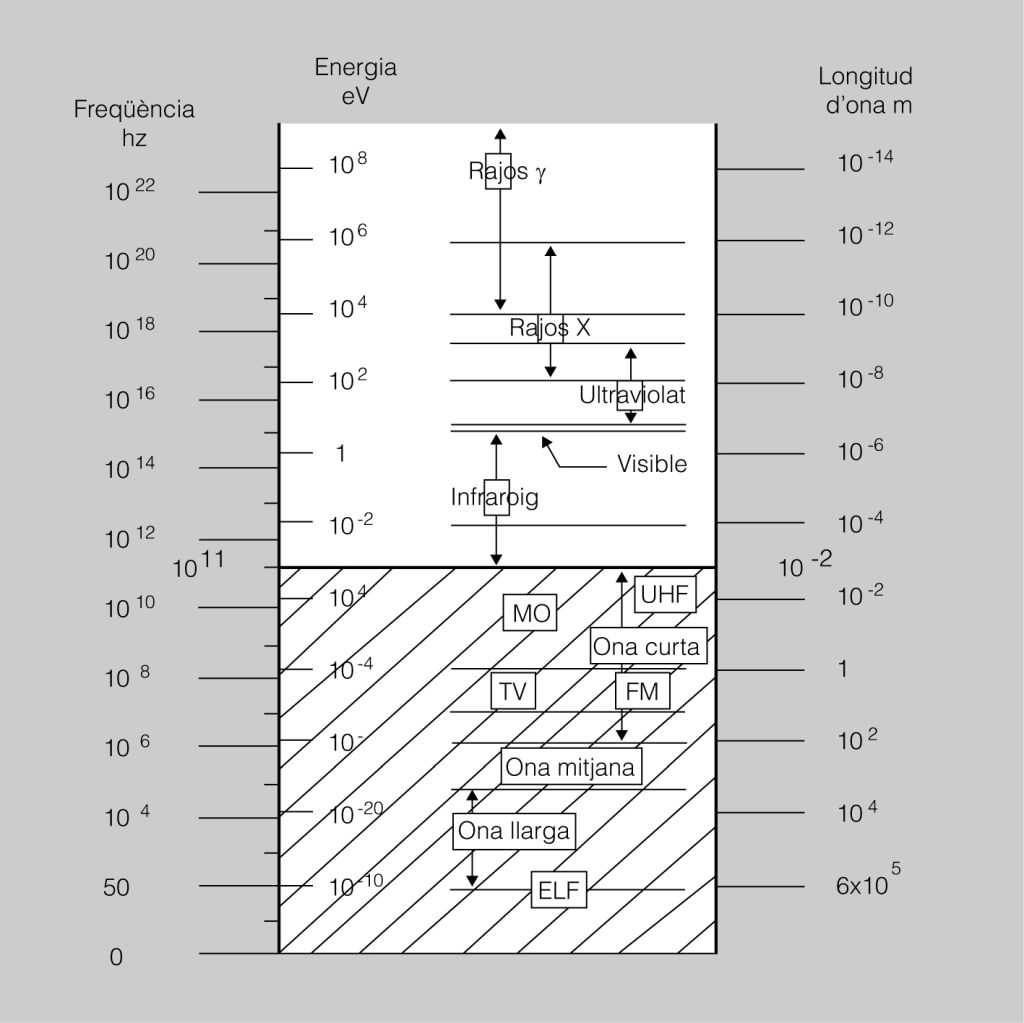 Energia
eV
Longitud
d'ona m
Freqüència
hz
10 8
Rajos γ
10 -14
10 22
10 6
10 -12
10 20
10 4
10 -10
10 18
Rajos X
10 2
10 -8
10 16
Ultraviolat
1
10 -6
10 14
Visible
Infraroig
10 -2
10 -4
10 12
10 11
10 -2
10 4
UHF
10 -2
10 10
MO
Ona curta
10 -4
1
10 8
TV
FM
10 -
10 2
10 6
Ona mitjana
10 -20
10 4
10 4
Ona llarga
50
10 -10
ELF
6x10 5
0